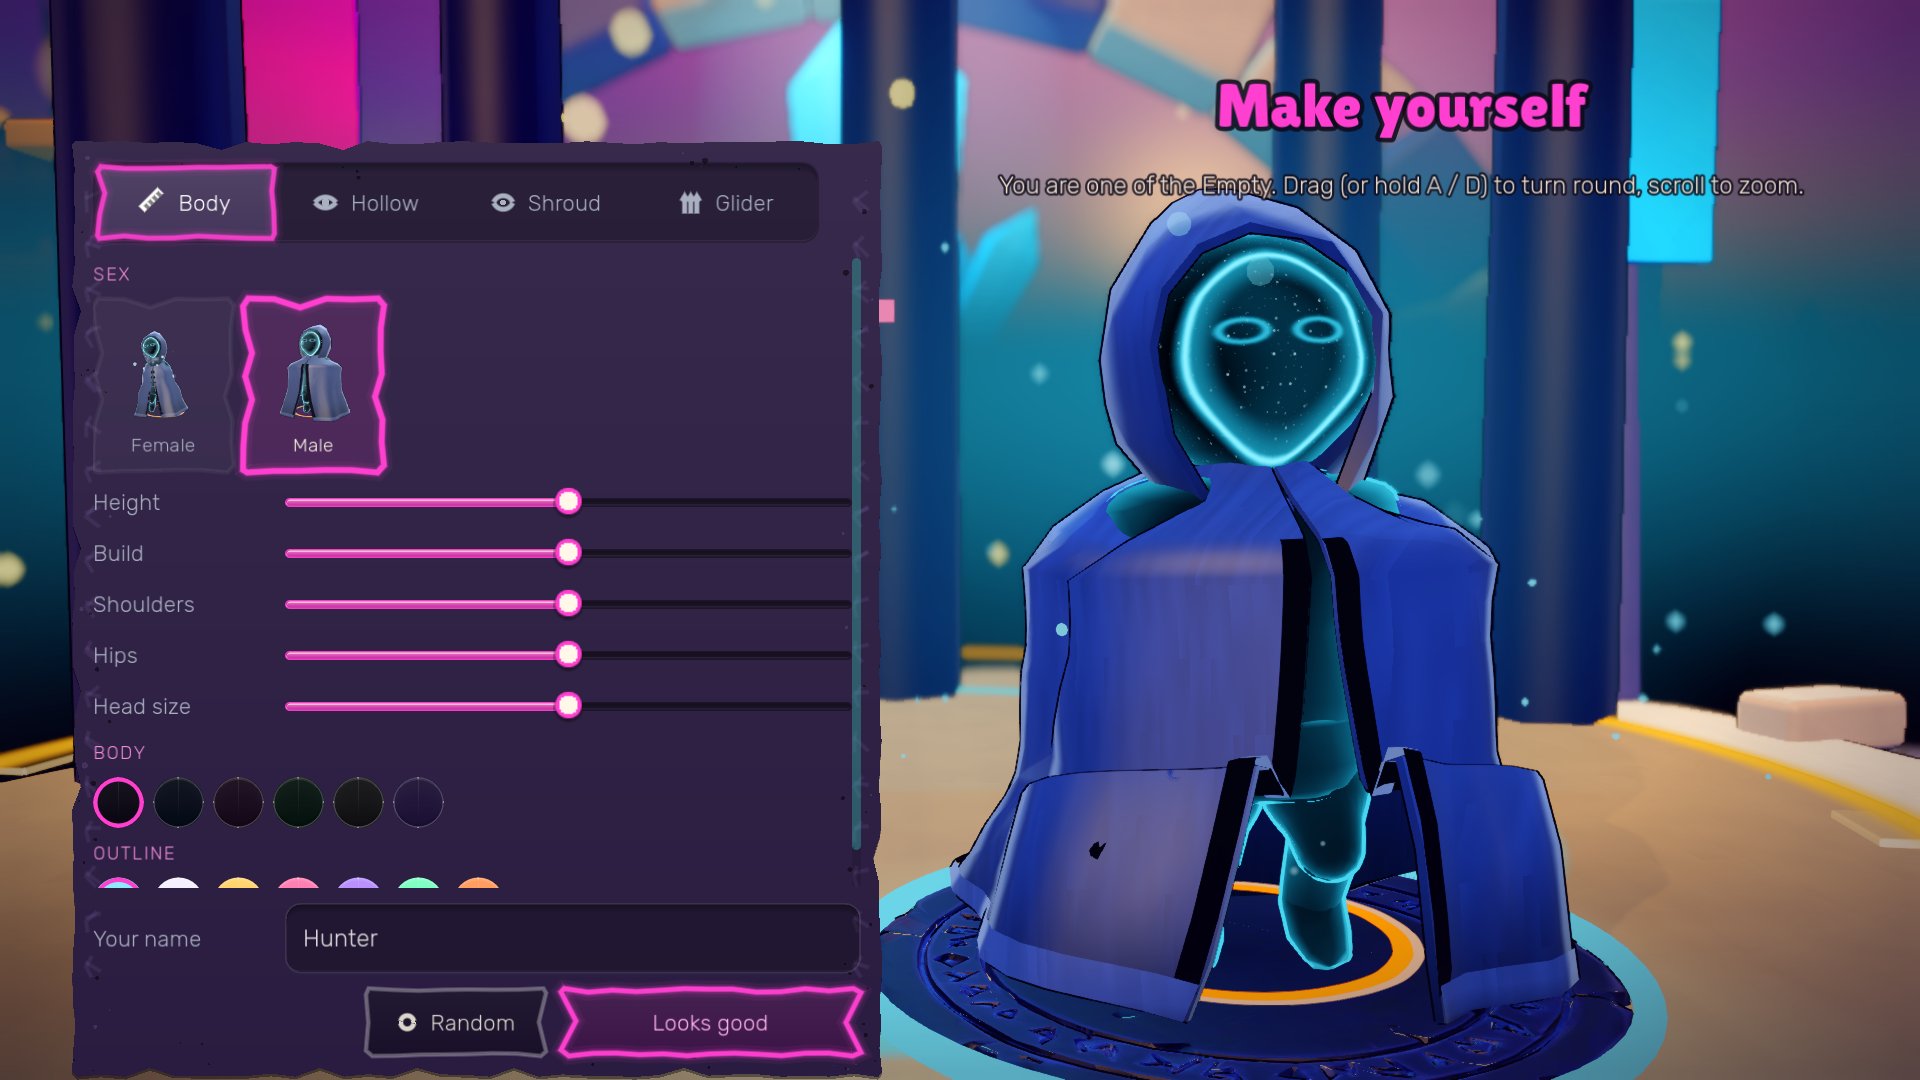 Make yourself
You are one of the Empty. Drag (or hold A / D) to turn round, scroll to zoom.
Body
Hollow
Shroud
Glider
SEX
Female
Male
Height
Build
Shoulders
Hips
Head size
BODY
OUTLINE
Your name
Hunter
Random
Looks good